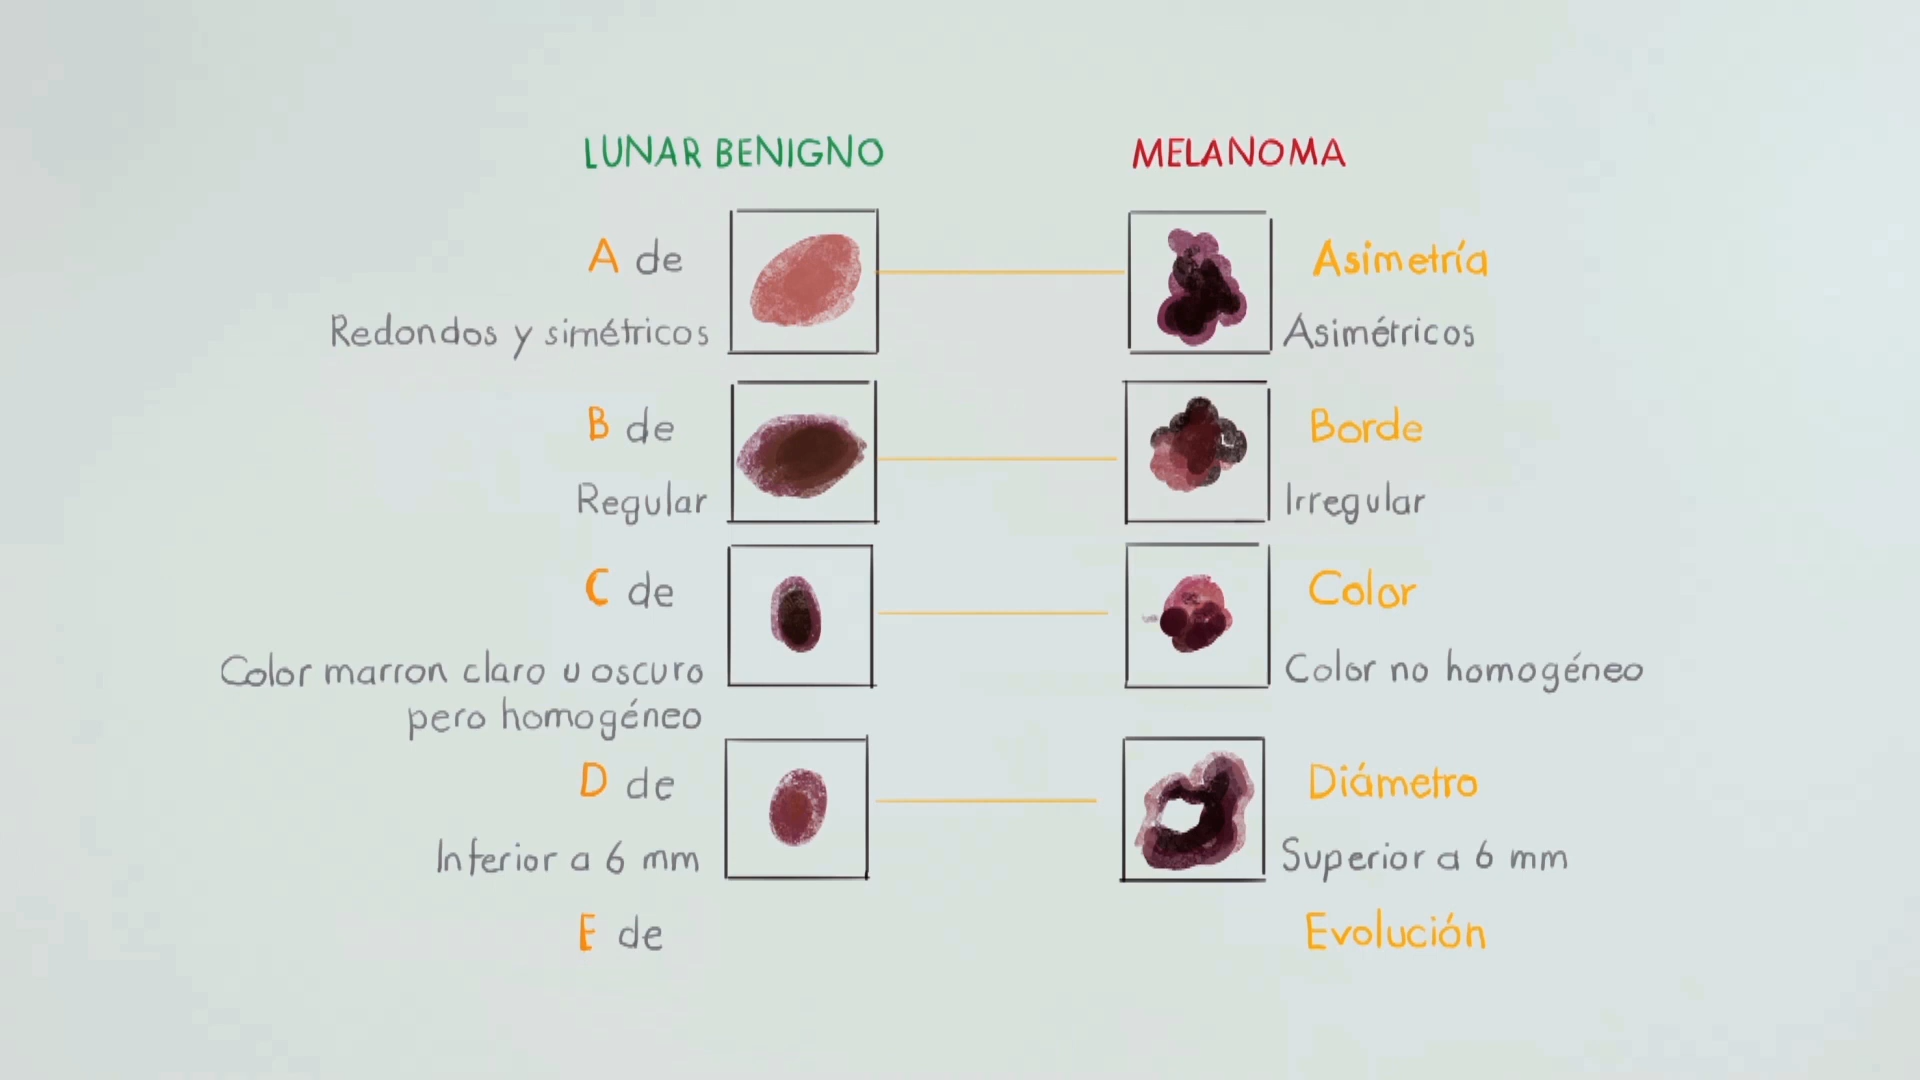 LUNAR BENIGNO
MELANOMA
A de
Asimetría
Redondos y simétricos
Asimétricos
B de
Borde
Regular
Irregular
C de
Color
Color marron claro u oscuro
pero homogéneo
Color no homogéneo
D de
Diámetro
Inferior a 6 mm
Superior a 6 mm
E de
Evolución